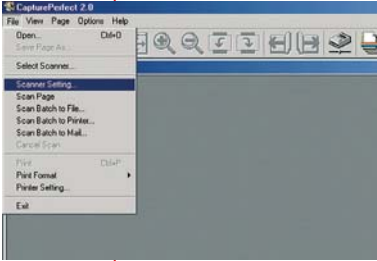 CapturePerfect 2.0
File View Page Options Help
Open... Ctrl+O
Save Page As...
Select Scanner...
Scanner Setting...
Scan Page
Scan Batch to File...
Scan Batch to Printer...
Scan Batch to Mail...
Cancel Scan
Print Ctrl+P
Print Format
Printer Setting...
Exit